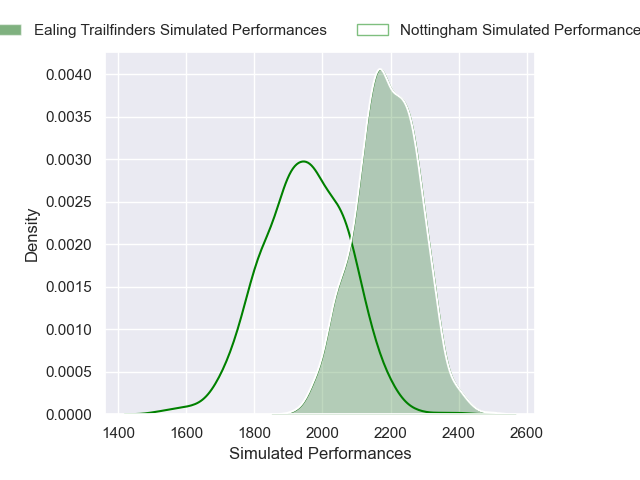 Ealing Trailfinders Simulated Performances
Nottingham Simulated Performance
0.0040
0.0035
0.0030
0.0025
0.0020
0.0015
0.0010
0.0005
0.0000
Density
1400 1600 1800 2000 2200 2400 2600
Simulated Performances